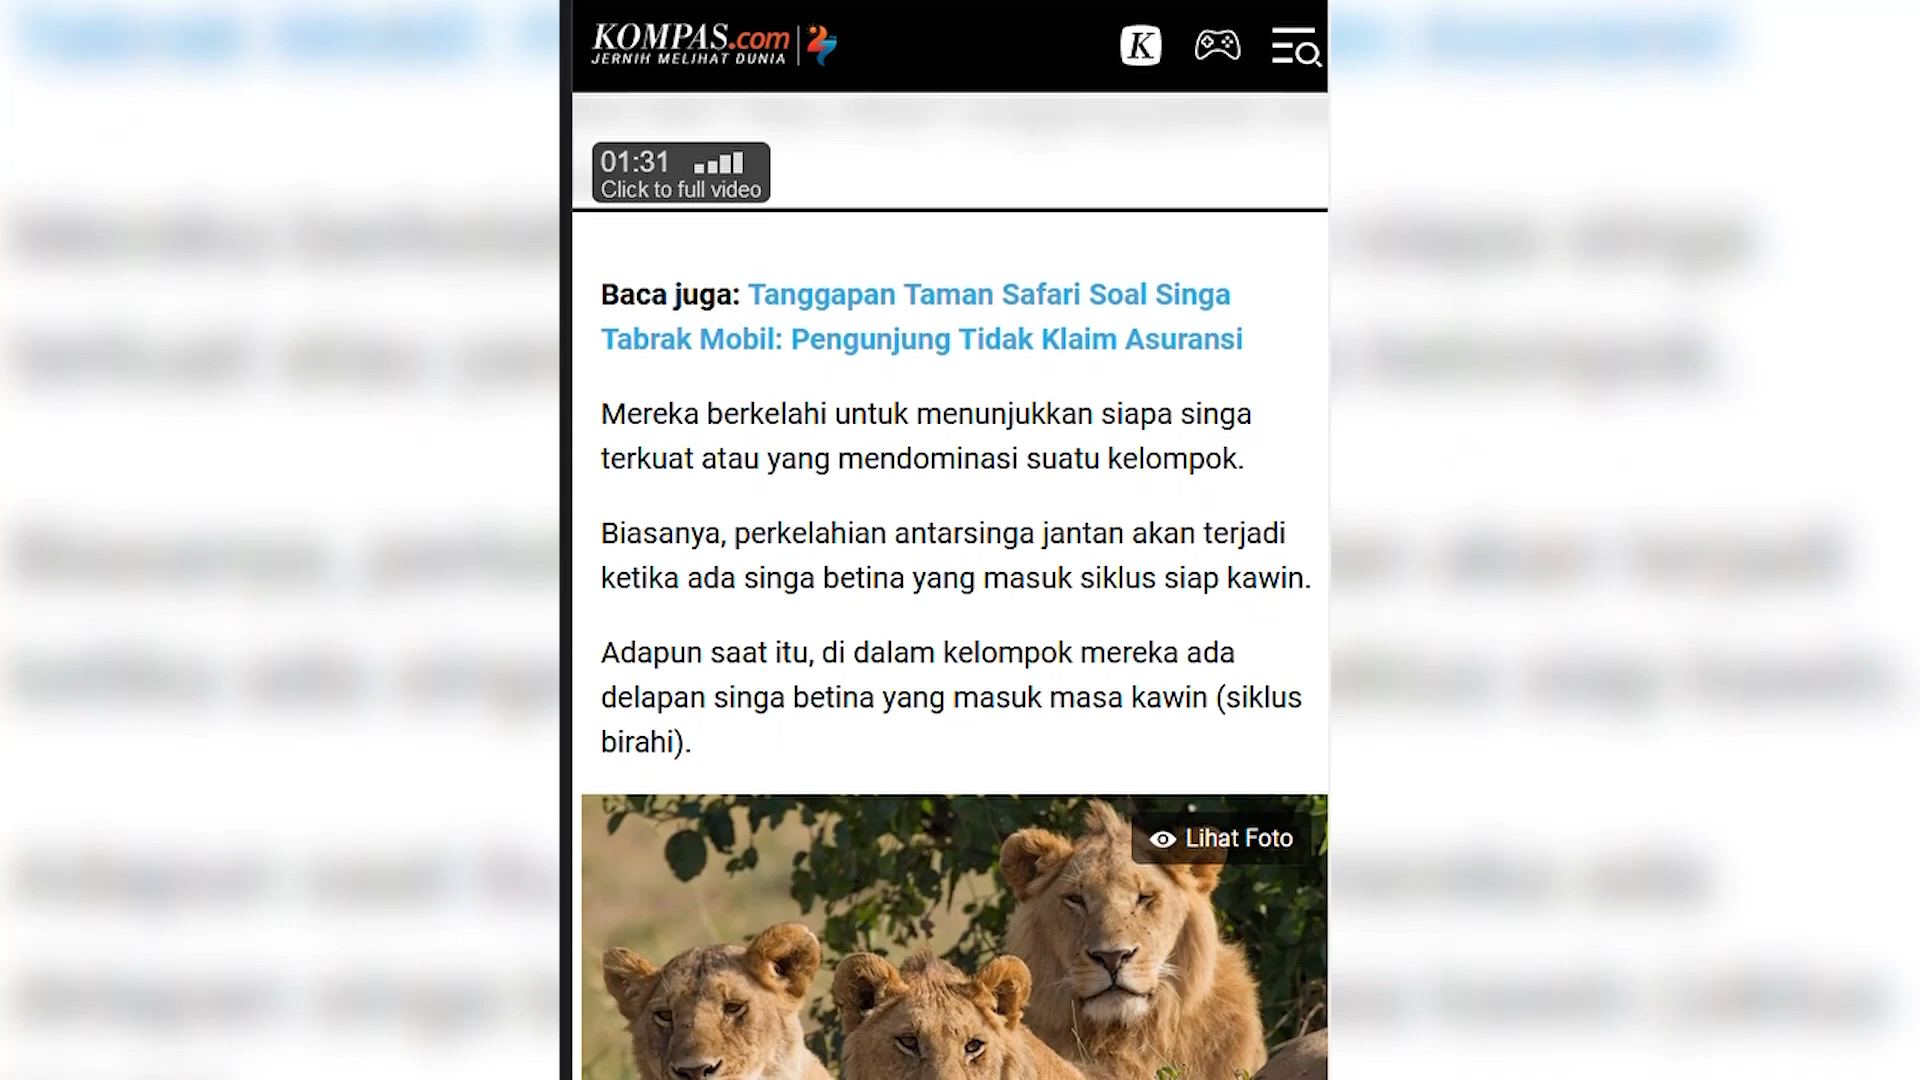 KOMPAS.com
JERNIH MELIHAT DUNIA
K
01:31
Click to full video
Baca juga: Tanggapan Taman Safari Soal Singa
Tabrak Mobil: Pengunjung Tidak Klaim Asuransi
Mereka berkelahi untuk menunjukkan siapa singa
terkuat atau yang mendominasi suatu kelompok.
Biasanya, perkelahian antarsinga jantan akan terjadi
ketika ada singa betina yang masuk siklus siap kawin.
Adapun saat itu, di dalam kelompok mereka ada
delapan singa betina yang masuk masa kawin (siklus
birahi).
Lihat Foto